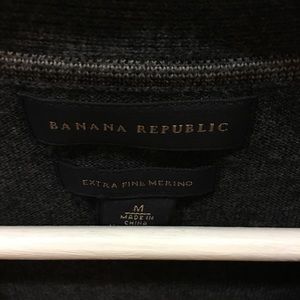 BANANA REPUBLIC
EXTRA FINE MERINO
M
MADE IN
CHINA